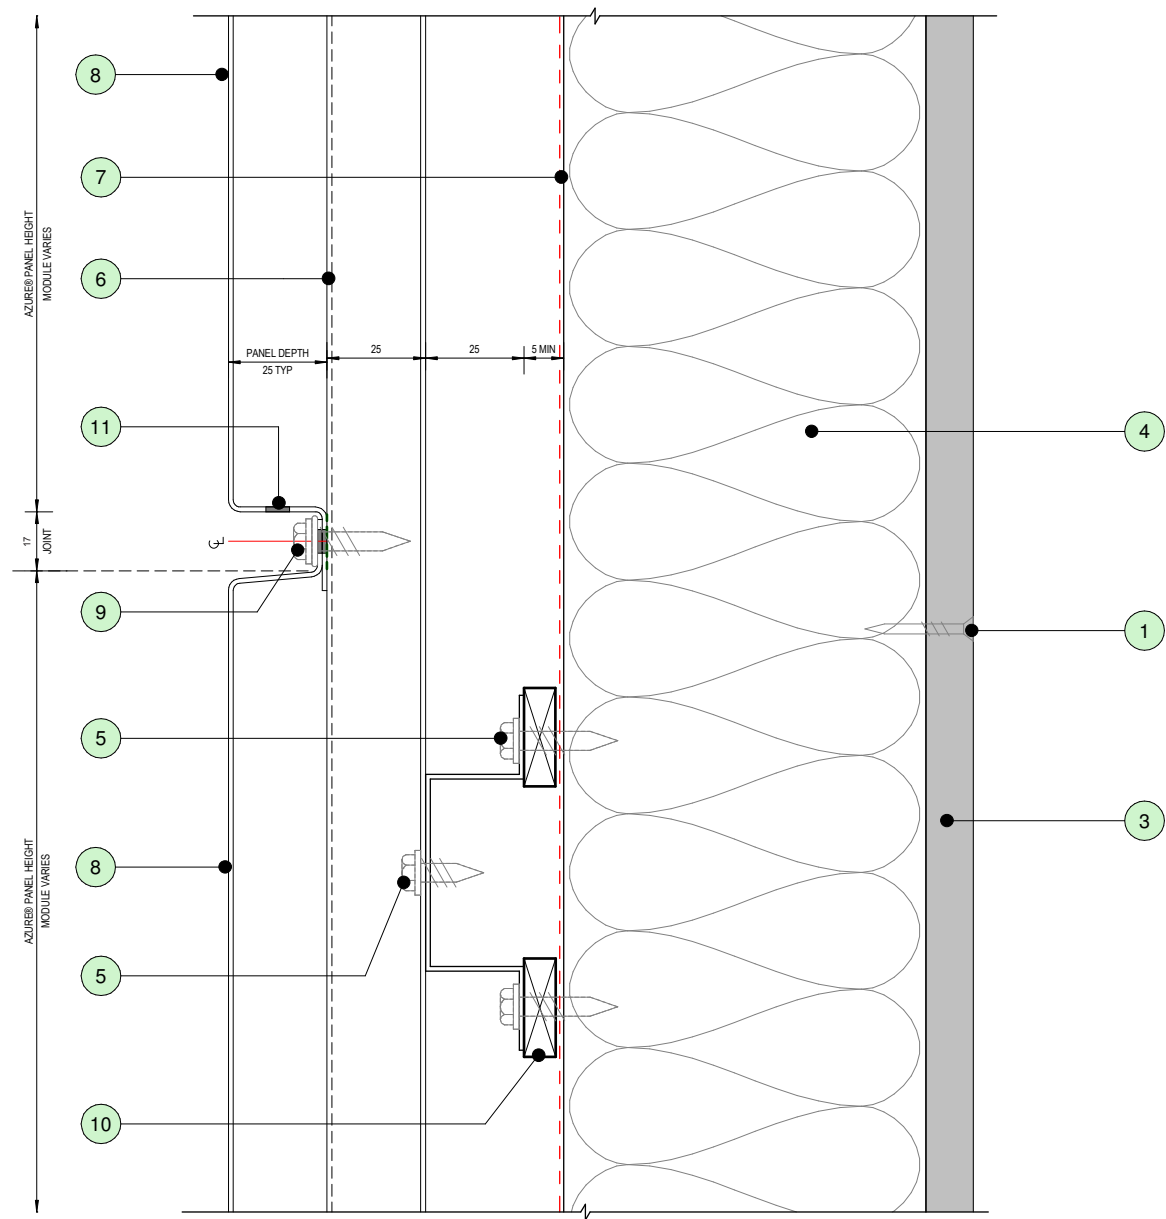 8
7
AZURE® PANEL HEIGHT
MODULE VARIES
6
PANEL DEPTH
25 TYP
25
25
5 MIN
11
4
17
JOINT
9
1
5
3
8
AZURE® PANEL HEIGHT
MODULE VARIES
5
10